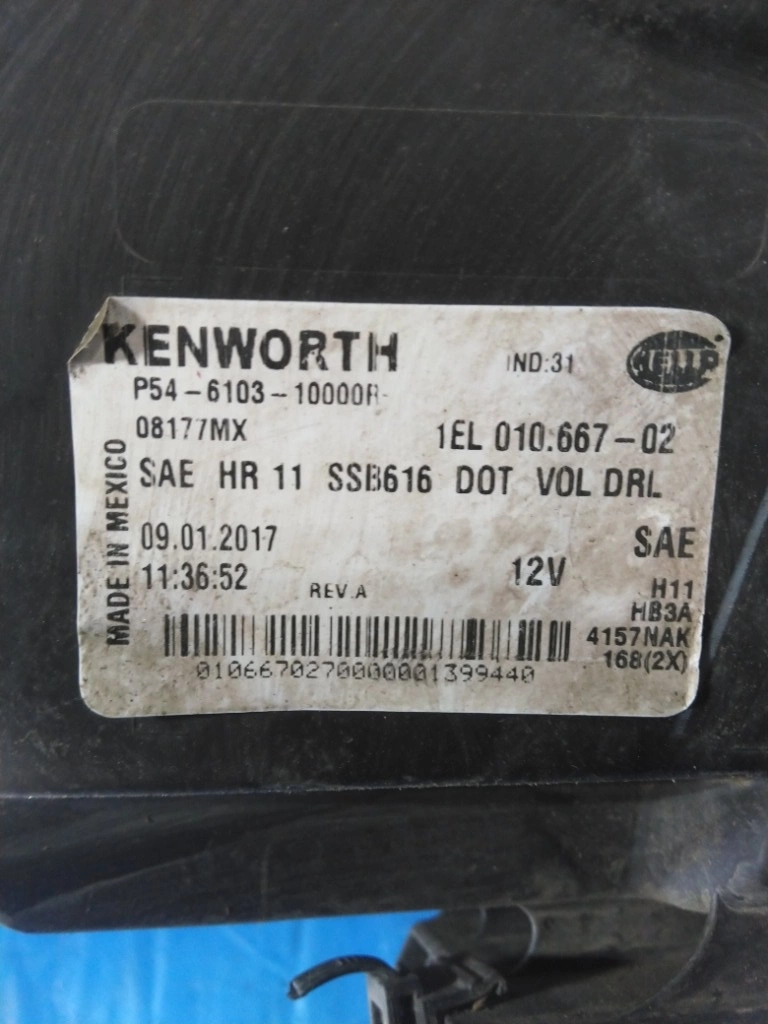 KENWORTH
IND:31
HELLA
P54-6103-10000R
08177MX
1EL 010.667-02
SAE HR 11 SSB616 DOT VOL DRL
MADE IN MEXICO
09.01.2017
SAE
11:36:52
REV.A
12V
H11
HB3A
4157NAK
168(2X)
0106670270000001399440